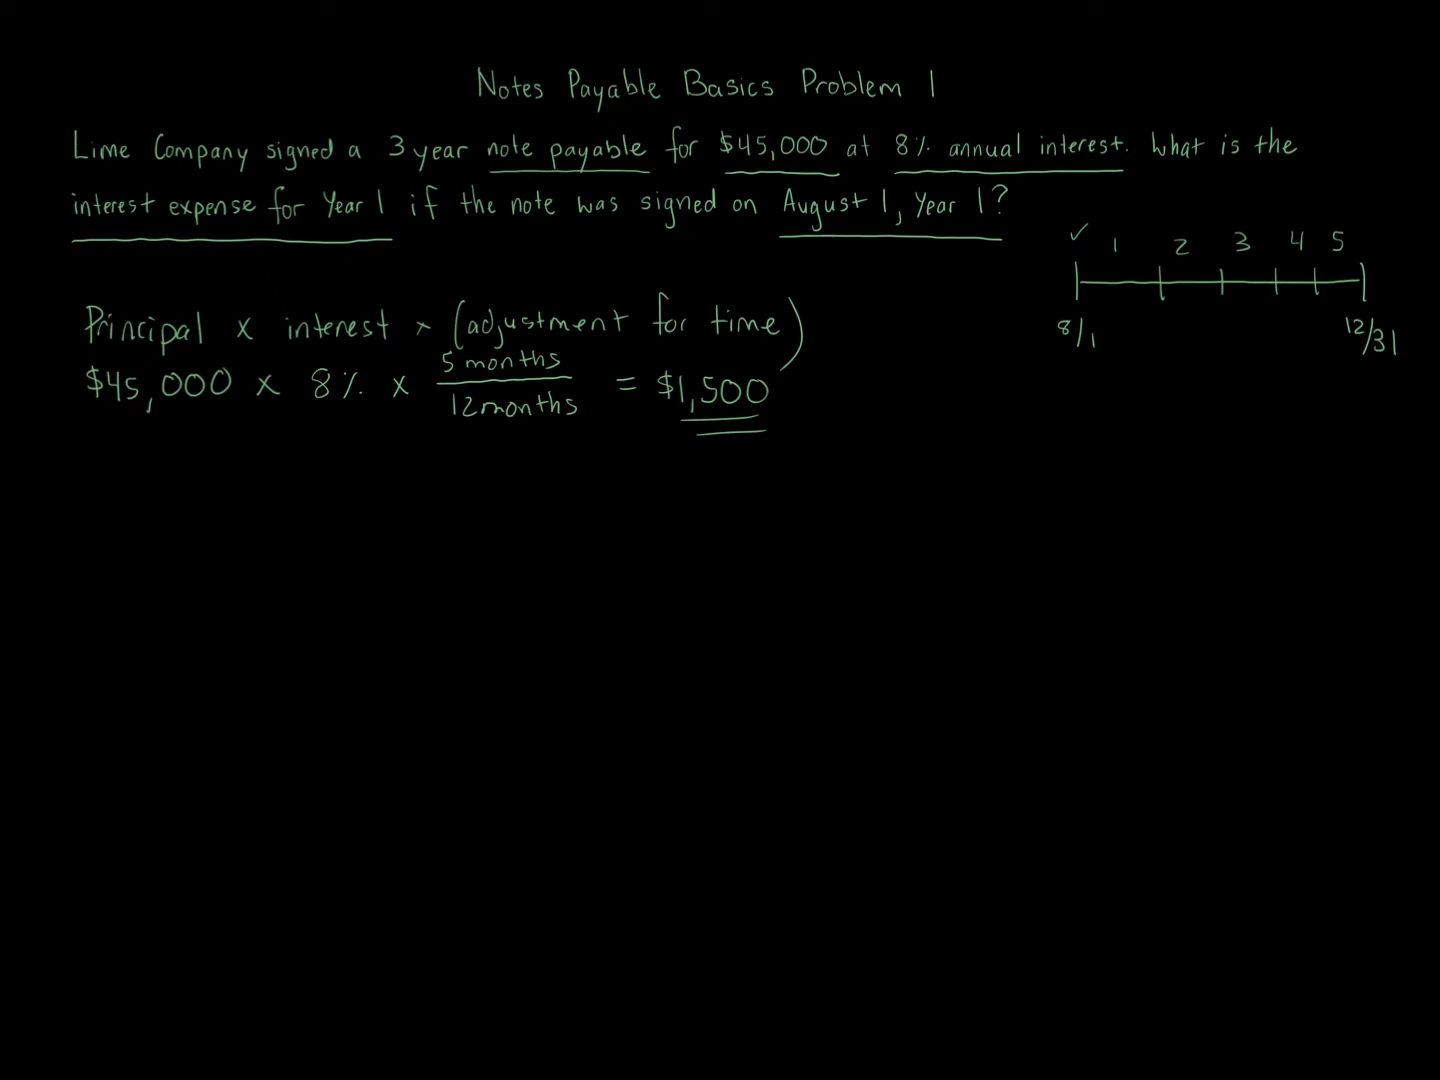 Notes Payable Basics Problem 1
Lime Company signed a 3 year note payable for $45,000 at 8% annual interest. What is the
interest expense for Year 1 if the note was signed on August 1, Year 1?
✓ 1 2 3 4 5
8/1 12/31
Principal x interest x (adjustment for time)
$45,000 x 8% x 5 months / 12 months = $1,500